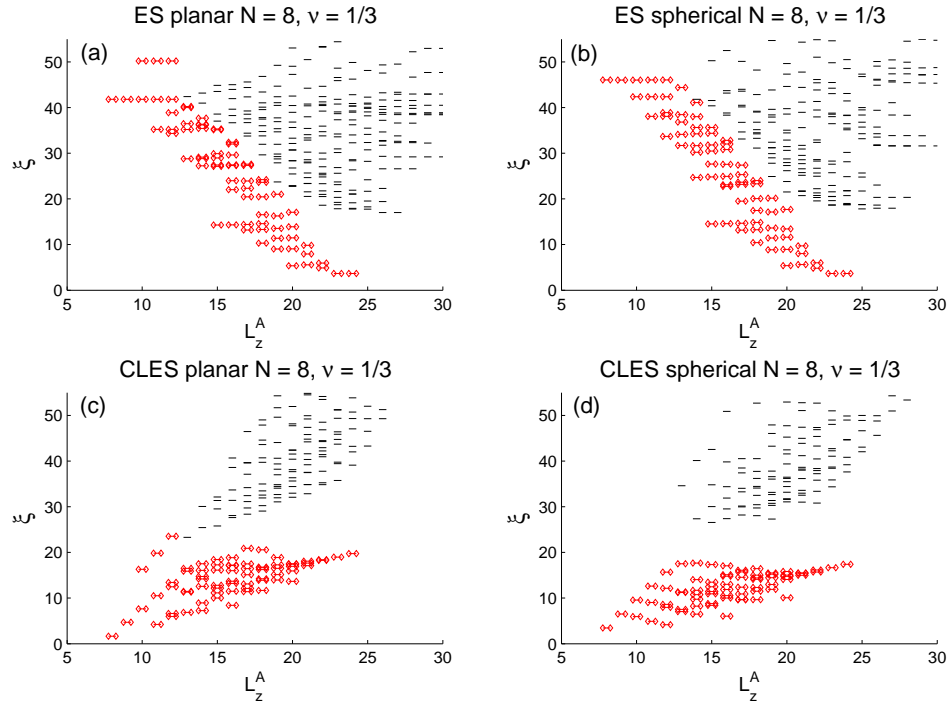 ES planar N = 8, ν = 1/3
ES spherical N = 8, ν = 1/3
(a)
(b)
50
40
30
20
10
0
ξ
5 10 15 20 25 30
L_z^A
50
40
30
20
10
0
ξ
5 10 15 20 25 30
L_z^A
CLES planar N = 8, ν = 1/3
CLES spherical N = 8, ν = 1/3
(c)
(d)
50
40
30
20
10
0
ξ
5 10 15 20 25 30
L_z^A
50
40
30
20
10
0
ξ
5 10 15 20 25 30
L_z^A